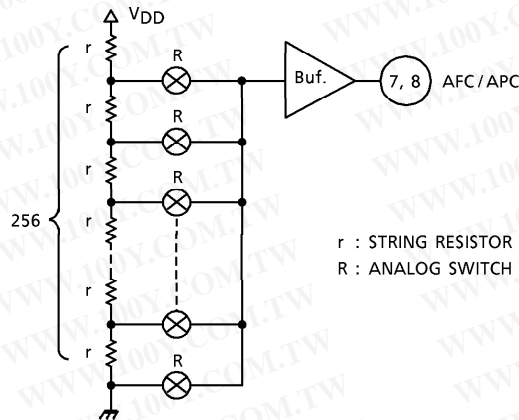 VDD
r
R
r
R
r
R
256
r
r
r
R
Buf.
7, 8
AFC/APC
r : STRING RESISTOR
R : ANALOG SWITCH
WWW.100Y.COM.TW